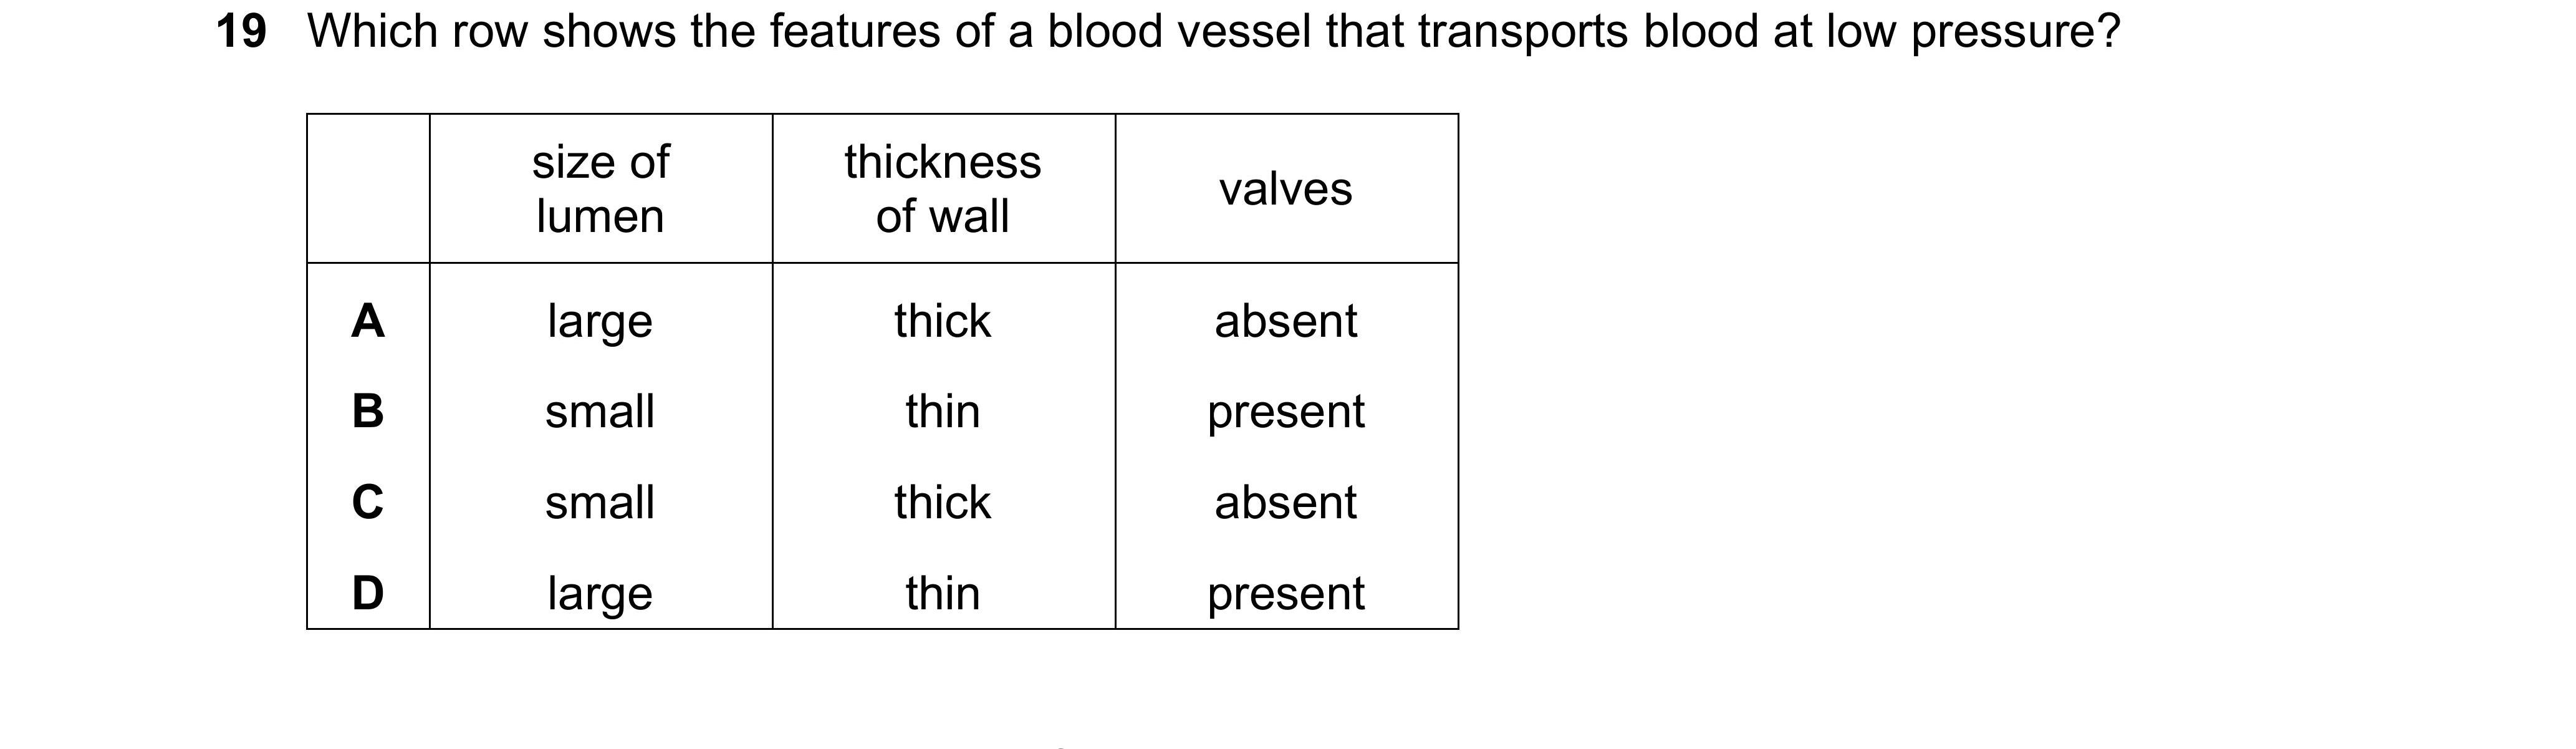 19 Which row shows the features of a blood vessel that transports blood at low pressure?
size of lumen thickness of wall valves
A large thick absent
B small thin present
C small thick absent
D large thin present